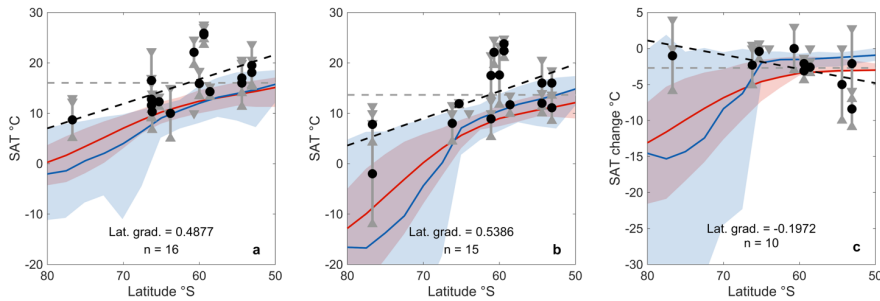 30
20
10
0
-10
-20
80
70
60
50
SAT °C
Latitude °S
Lat. grad. = 0.4877
n = 16
a
30
20
10
0
-10
-20
80
70
60
50
SAT °C
Latitude °S
Lat. grad. = 0.5386
n = 15
b
5
0
-5
-10
-15
-20
-25
-30
80
70
60
50
SAT change °C
Latitude °S
Lat. grad. = -0.1972
n = 10
c